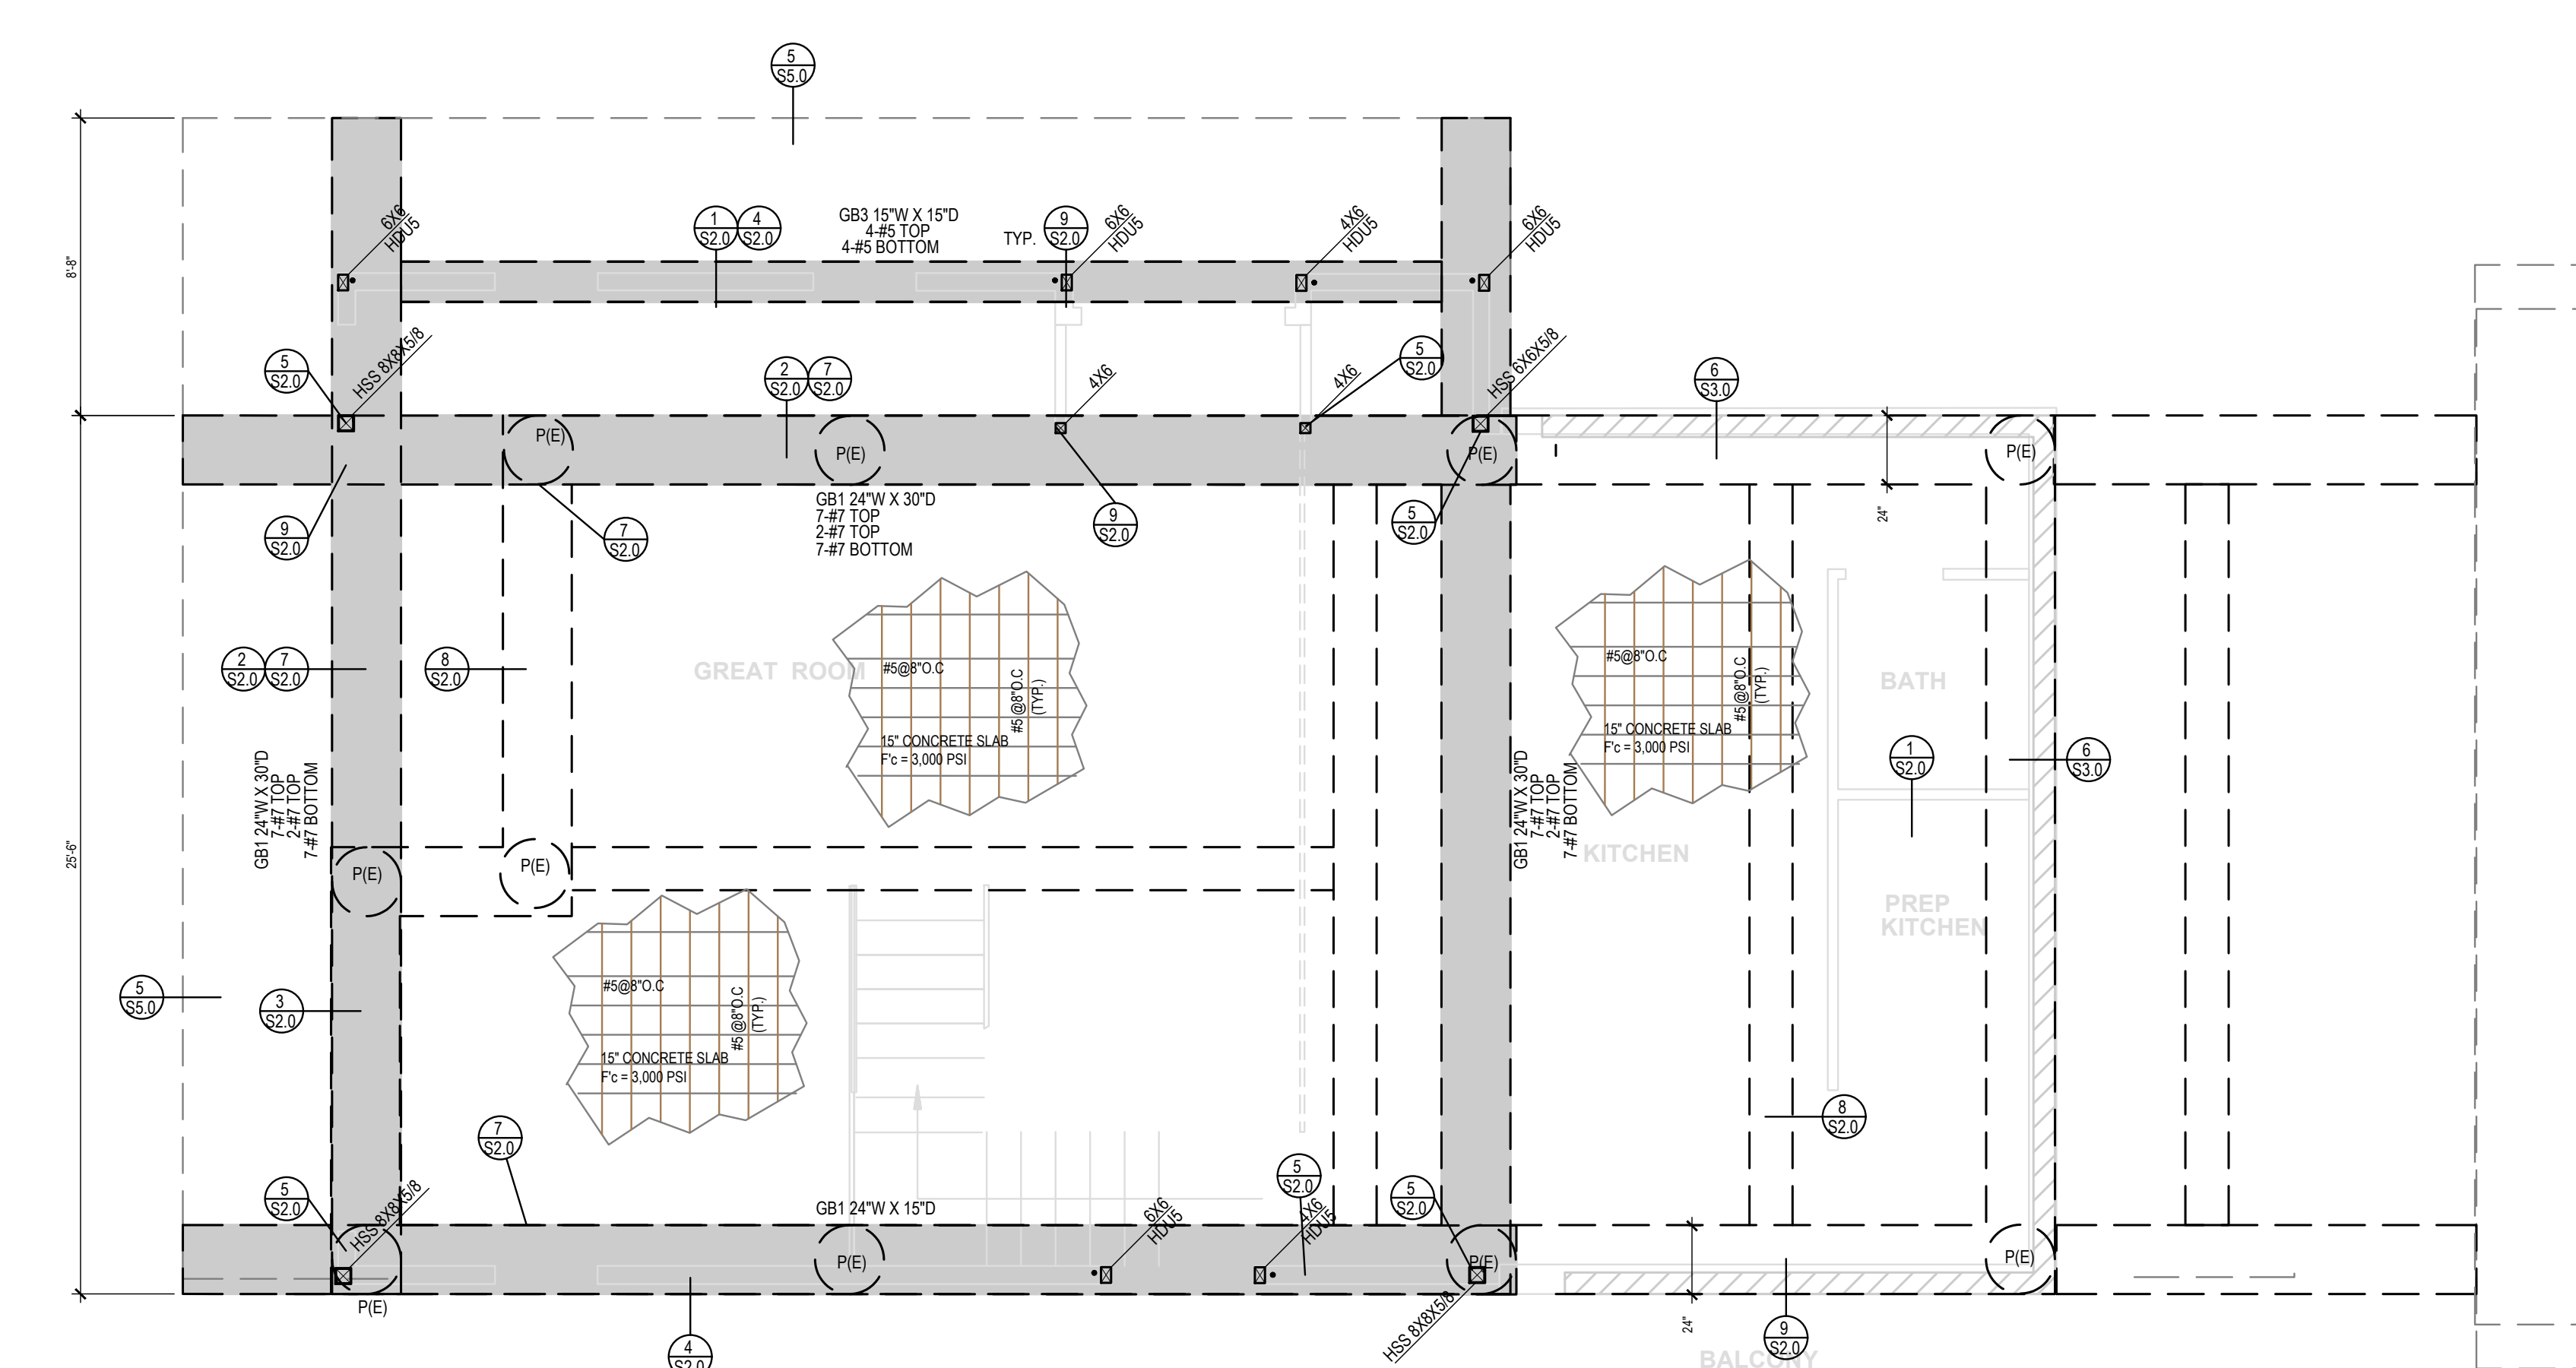 5
S5.0
8'-8"
25'-6"
6X6
HDU5
1
S2.0
4
S2.0
GB3 15"W X 15"D
4-#5 TOP
4-#5 BOTTOM
TYP.
9
S2.0
6X6
HDU5
4X6
HDU5
6X6
HDU5
5
S2.0
HSS 8X8X5/8
2
S2.0
7
S2.0
4X6
4X6
5
S2.0
HSS 6X6X5/8
6
S3.0
P(E)
P(E)
P(E)
P(E)
9
S2.0
7
S2.0
GB1 24"W X 30"D
7-#7 TOP
2-#7 TOP
7-#7 BOTTOM
9
S2.0
5
S2.0
24"
2
S2.0
7
S2.0
8
S2.0
GREAT ROOM
#5@8"O.C
#5 @8"O.C
(TYP.)
15" CONCRETE SLAB
F'c = 3,000 PSI
#5@8"O.C
#5 @8"O.C
(TYP.)
15" CONCRETE SLAB
F'c = 3,000 PSI
BATH
1
S2.0
6
S3.0
GB1 24"W X 30"D
7-#7 TOP
2-#7 TOP
7-#7 BOTTOM
GB1 24"W X 30"D
7-#7 TOP
2-#7 TOP
7-#7 BOTTOM
KITCHEN
P(E)
P(E)
PREP
KITCHEN
5
S5.0
3
S2.0
#5@8"O.C
#5 @8"O.C
(TYP.)
15" CONCRETE SLAB
F'c = 3,000 PSI
8
S2.0
7
S2.0
5
S2.0
HSS 8X8X5/8
GB1 24"W X 15"D
6X6
HDU5
5
S2.0
4X6
HDU5
5
S2.0
P(E)
P(E)
P(E)
P(E)
HSS 8X8X5/8
24"
9
S2.0
4
S2.0
BALCONY